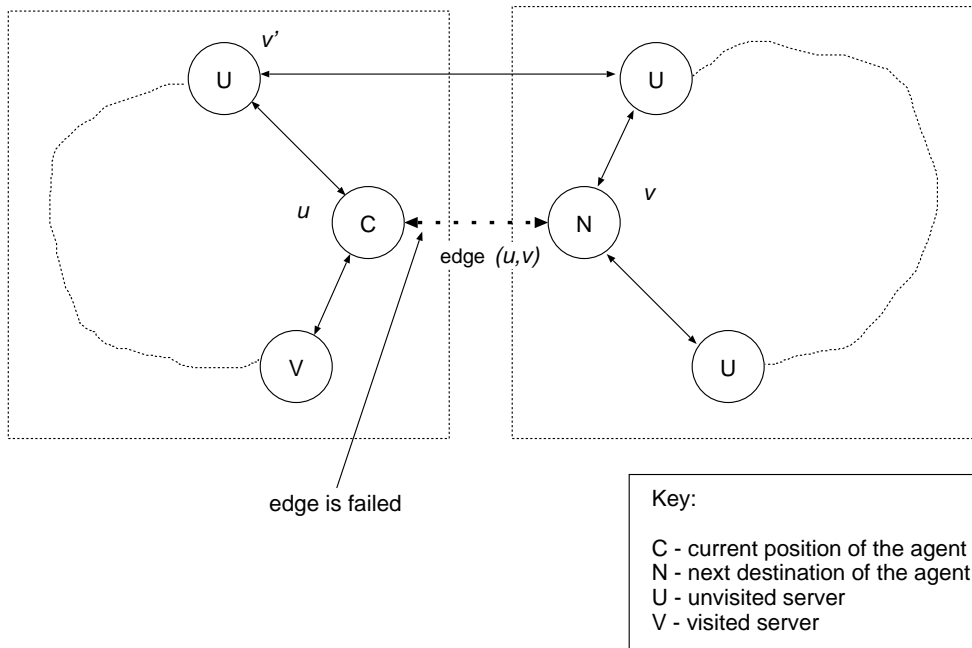 v'
U
U
u
C
N
v
edge (u,v)
V
U
edge is failed
Key:
C - current position of the agent
N - next destination of the agent
U - unvisited server
V - visited server